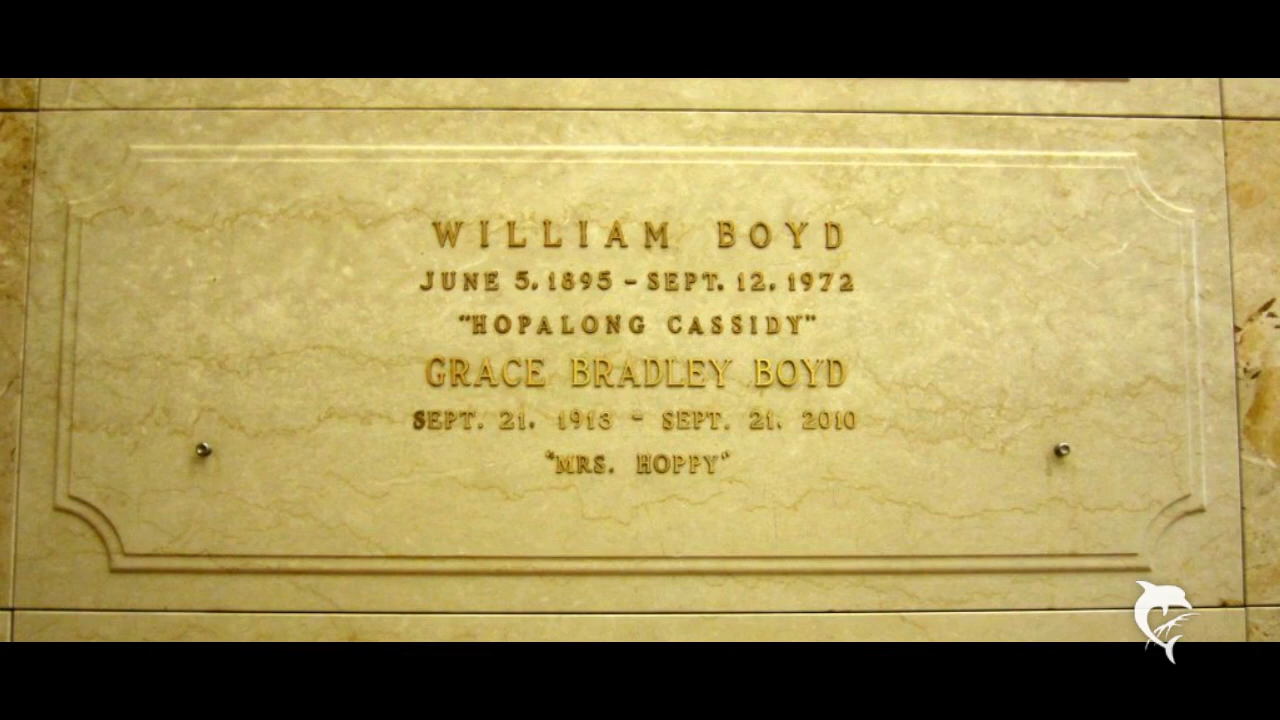 WILLIAM BOYD
JUNE 5, 1895 - SEPT. 12, 1972
"HOPALONG CASSIDY"
GRACE BRADLEY BOYD
SEPT. 21, 1913 - SEPT. 21, 2010
"MRS. HOPPY"